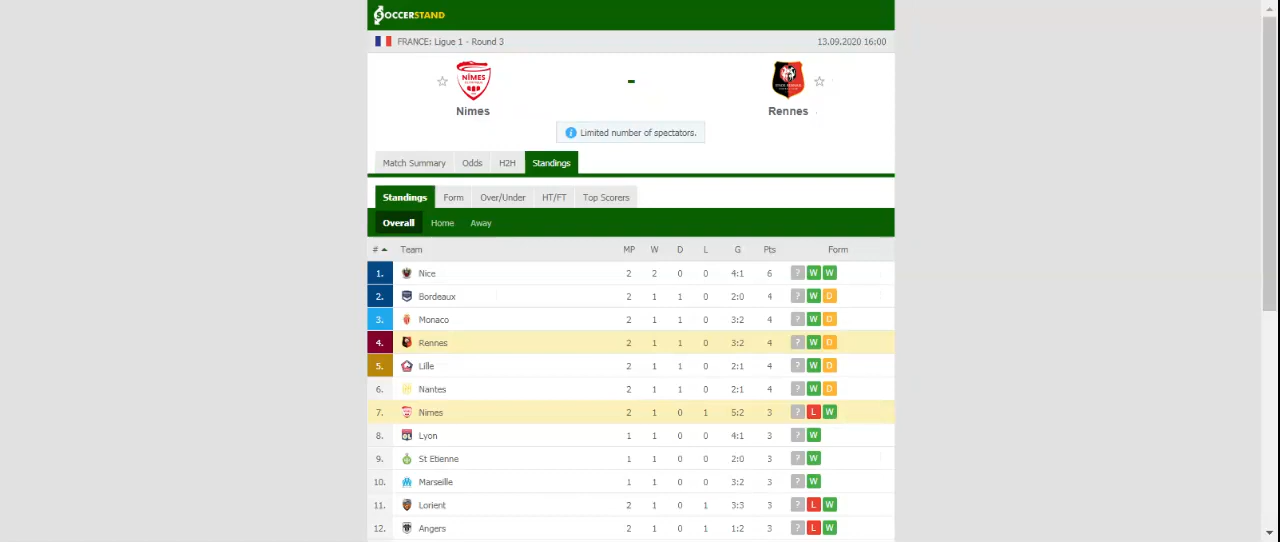 SOCCERSTAND
FRANCE: Ligue 1 - Round 3 13.09.2020 16:00
NÎMES
Nimes - Rennes
Limited number of spectators.
Match Summary Odds H2H Standings
Standings Form Over/Under HT/FT Top Scorers
Overall Home Away
# Team MP W D L G Pts Form
1. Nice 2 2 0 0 4:1 6 ? W W
2. Bordeaux 2 1 1 0 2:0 4 ? W D
3. Monaco 2 1 1 0 3:2 4 ? W D
4. Rennes 2 1 1 0 3:2 4 ? W D
5. Lille 2 1 1 0 2:1 4 ? W D
6. Nantes 2 1 1 0 2:1 4 ? W D
7. Nimes 2 1 0 1 5:2 3 ? L W
8. Lyon 1 1 0 0 4:1 3 ? W
9. St Etienne 1 1 0 0 2:0 3 ? W
10. Marseille 1 1 0 0 3:2 3 ? W
11. Lorient 2 1 0 1 3:3 3 ? L W
12. Angers 2 1 0 1 1:2 3 ? L W